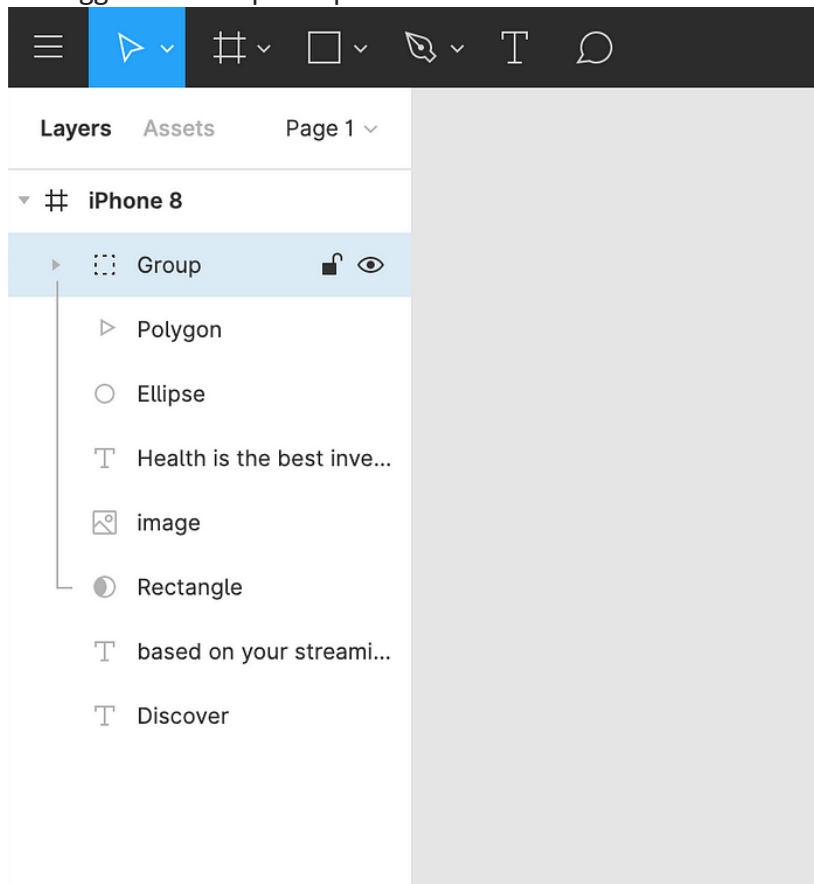 Layers Assets Page 1
iPhone 8
Group
Polygon
Ellipse
Health is the best inve...
image
Rectangle
based on your streami...
Discover